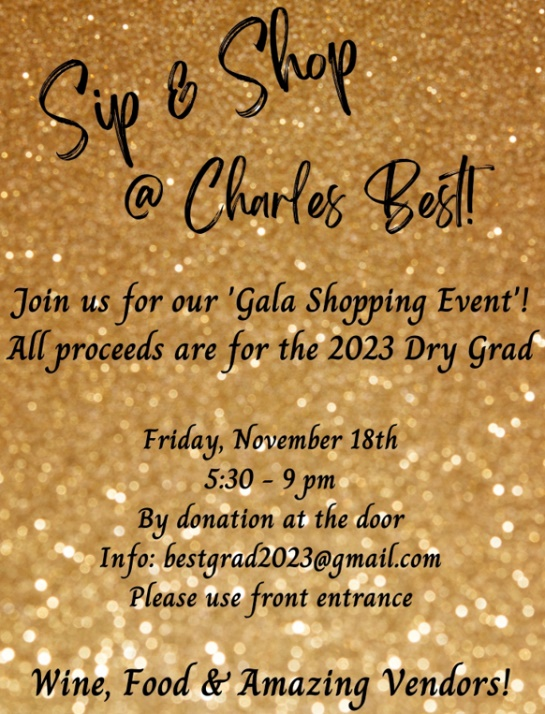 Sip & Shop
@ Charles Best!
Join us for our 'Gala Shopping Event'!
All proceeds are for the 2023 Dry Grad
Friday, November 18th
5:30 - 9 pm
By donation at the door
Info: bestgrad2023@gmail.com
Please use front entrance
Wine, Food & Amazing Vendors!